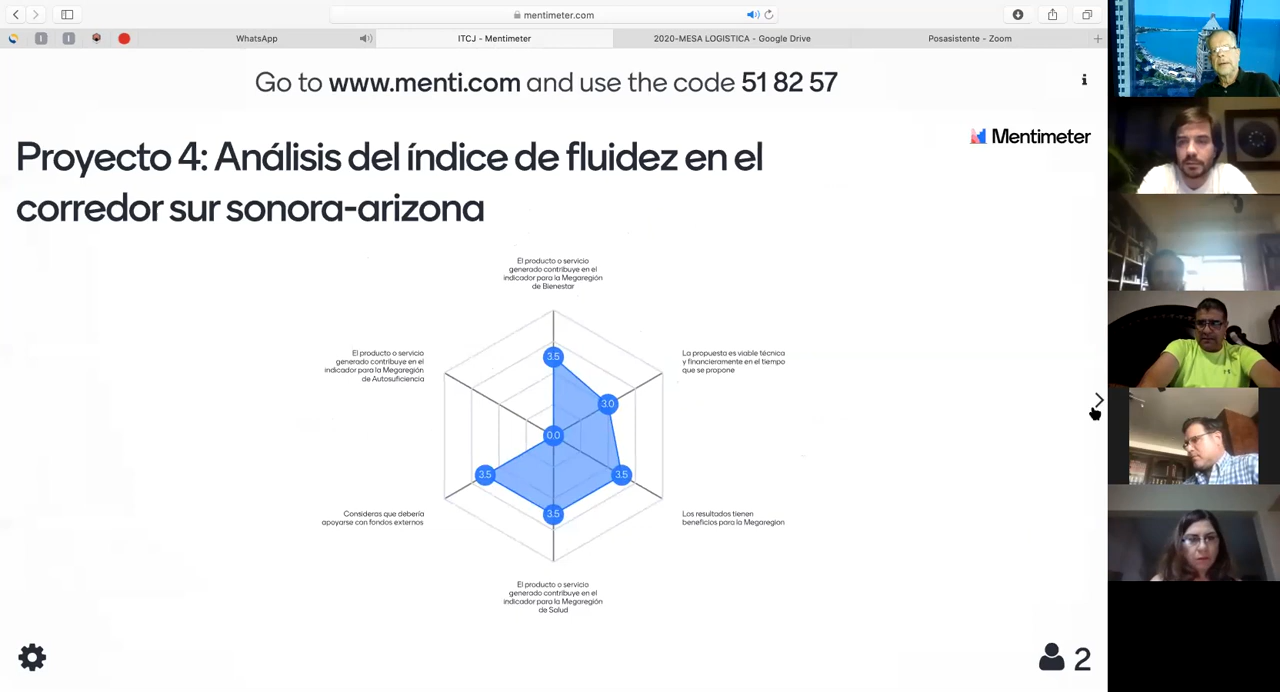 mentimeter.com
WhatsApp
ITCJ - Mentimeter
2020-MESA LOGISTICA - Google Drive
Posasistente - Zoom
Go to www.menti.com and use the code 51 82 57
Mentimeter
Proyecto 4: Análisis del índice de fluidez en el
corredor sur sonora-arizona
El producto o servicio
generado contribuye en el
indicador para la Megaregión
de Bienestar
El producto o servicio
generado contribuye en el
indicador para la Megaregión
de Autosuficiencia
La propuesta es viable técnica
y financieramente en el tiempo
que se propone
3.5
3.0
0.0
3.5
3.5
3.5
Consideras que debería
apoyarse con fondos externos
Los resultados tienen
beneficios para la Megaregion
El producto o servicio
generado contribuye en el
indicador para la Megaregión
de Salud
2